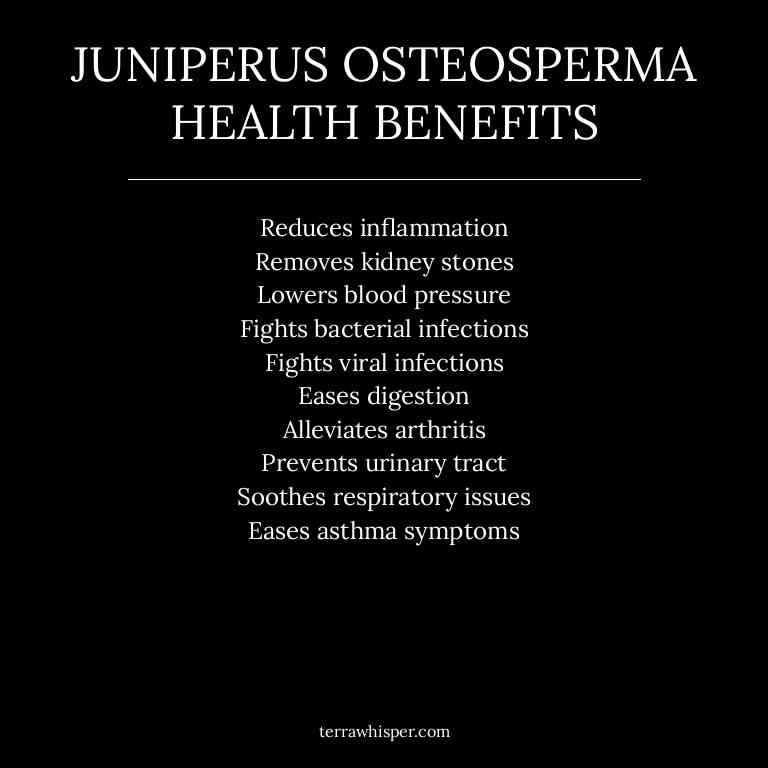 JUNIPERUS OSTEOSPERMA
HEALTH BENEFITS
Reduces inflammation
Removes kidney stones
Lowers blood pressure
Fights bacterial infections
Fights viral infections
Eases digestion
Alleviates arthritis
Prevents urinary tract
Soothes respiratory issues
Eases asthma symptoms
terrawhisper.com